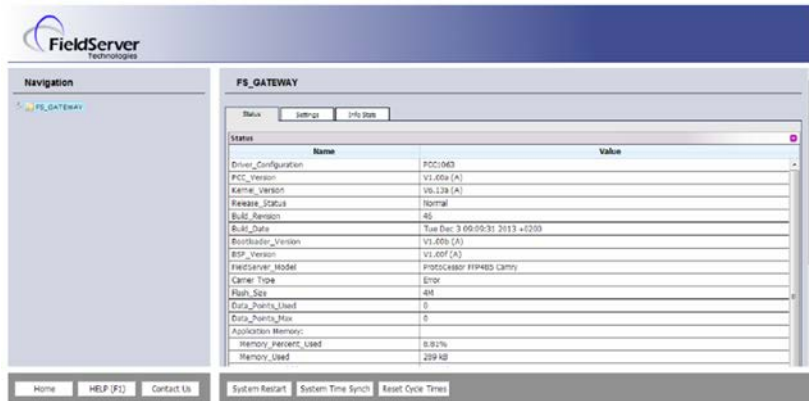 FieldServer
Technologies
Navigation
FS_GATEWAY
FS_GATEWAY
Status Settings Info Stats
Status
Name Value
Driver_Configuration PCC1063
PCC_Version V1.00a (A)
Kernel_Version V6.13a (A)
Release_Status Normal
Build_Revision 46
Build_Date Tue Dec 3 09:09:31 2013 +0200
Bootloader_Version V1.00b (A)
BSP_Version V1.00f (A)
FieldServer_Model ProtoCessor FFP485 Camry
Carrier Type Error
Flash_Size 4M
Data_Points_Used 0
Data_Points_Max 0
Application Memory:
Memory_Percent_Used 8.81%
Memory_Used 289 kB
Home HELP (F1) Contact Us System Restart System Time Synch Reset Cycle Times